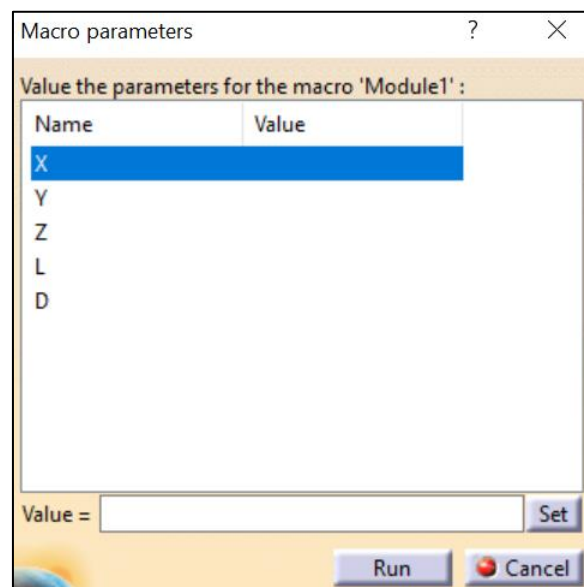 Macro parameters ? ×
Value the parameters for the macro 'Module1' :
Name Value
X
Y
Z
L
D
Value = Set
Run Cancel